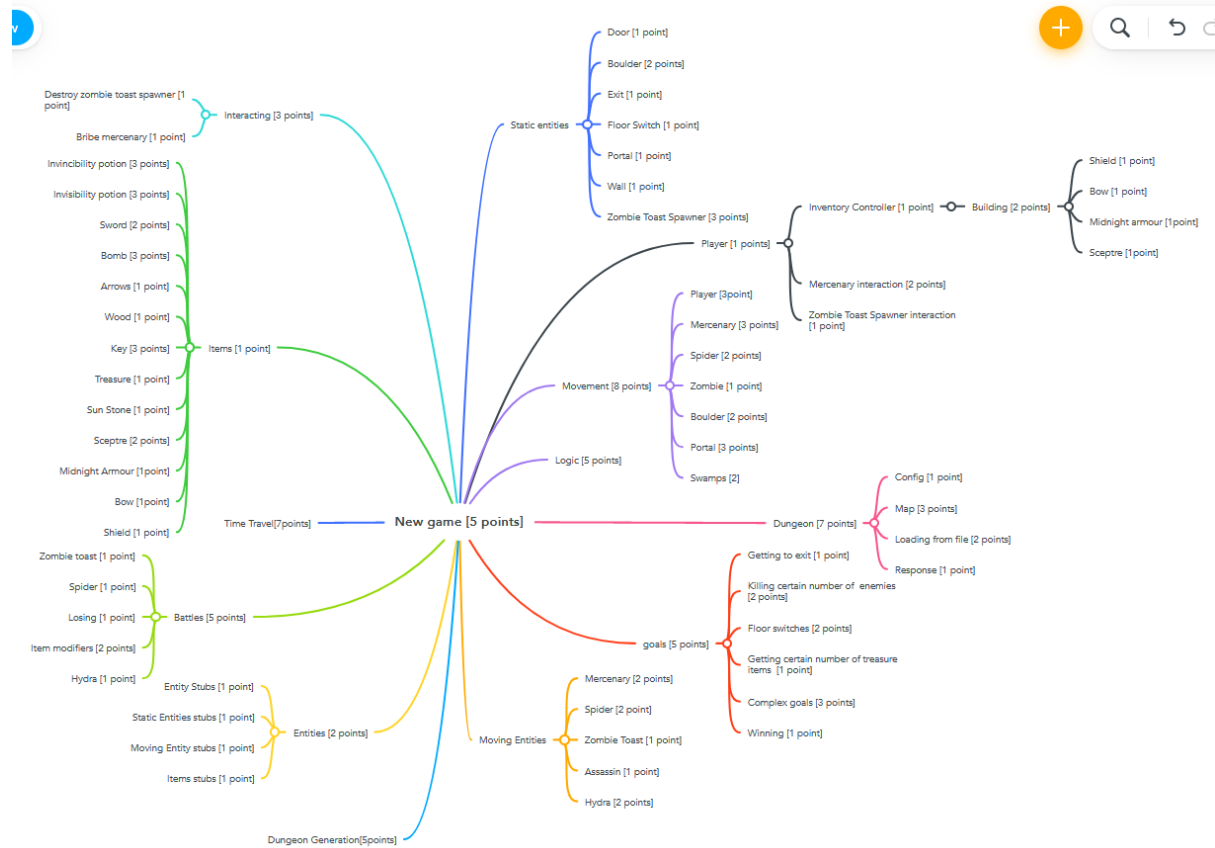 Door [1 point]
Boulder [2 points]
Exit [1 point]
Static entities
Floor Switch [1 point]
Portal [1 point]
Wall [1 point]
Zombie Toast Spawner [3 points]
Destroy zombie toast spawner [1
point]
Interacting [3 points]
Bribe mercenary [1 point]
Invincibility potion [3 points]
Invisibility potion [3 points]
Sword [2 points]
Bomb [3 points]
Arrows [1 point]
Wood [1 point]
Key [3 points]
Items [1 point]
Treasure [1 point]
Sun Stone [1 point]
Sceptre [2 points]
Midnight Armour [1point]
Bow [1point]
Shield [1 point]
Player [1 points]
Inventory Controller [1 point]
Building [2 points]
Shield [1 point]
Bow [1 point]
Midnight armour [1point]
Sceptre [1point]
Mercenary interaction [2 points]
Zombie Toast Spawner interaction
[1 point]
Player [3point]
Mercenary [3 points]
Spider [2 points]
Movement [8 points]
Zombie [1 point]
Boulder [2 points]
Portal [3 points]
Swamps [2]
Logic [5 points]
Time Travel[7points]
New game [5 points]
Dungeon [7 points]
Config [1 point]
Map [3 points]
Loading from file [2 points]
Response [1 point]
Zombie toast [1 point]
Spider [1 point]
Losing [1 point]
Battles [5 points]
Item modifiers [2 points]
Hydra [1 point]
goals [5 points]
Getting to exit [1 point]
Killing certain number of enemies
[2 points]
Floor switches [2 points]
Getting certain number of treasure
items [1 point]
Complex goals [3 points]
Winning [1 point]
Entity Stubs [1 point]
Static Entities stubs [1 point]
Entities [2 points]
Moving Entity stubs [1 point]
Items stubs [1 point]
Moving Entities
Mercenary [2 points]
Spider [2 point]
Zombie Toast [1 point]
Assassin [1 point]
Hydra [2 points]
Dungeon Generation[5points]